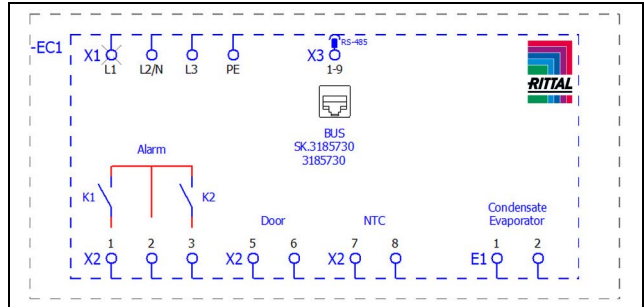 -EC1
X1
L1
L2/N
L3
PE
X3
RS-485
1-9
RITTAL
BUS
SK.3185730
3185730
Alarm
K1
K2
Door
NTC
Condensate
Evaporator
X2
1
2
3
X2
5
6
X2
7
8
E1
1
2